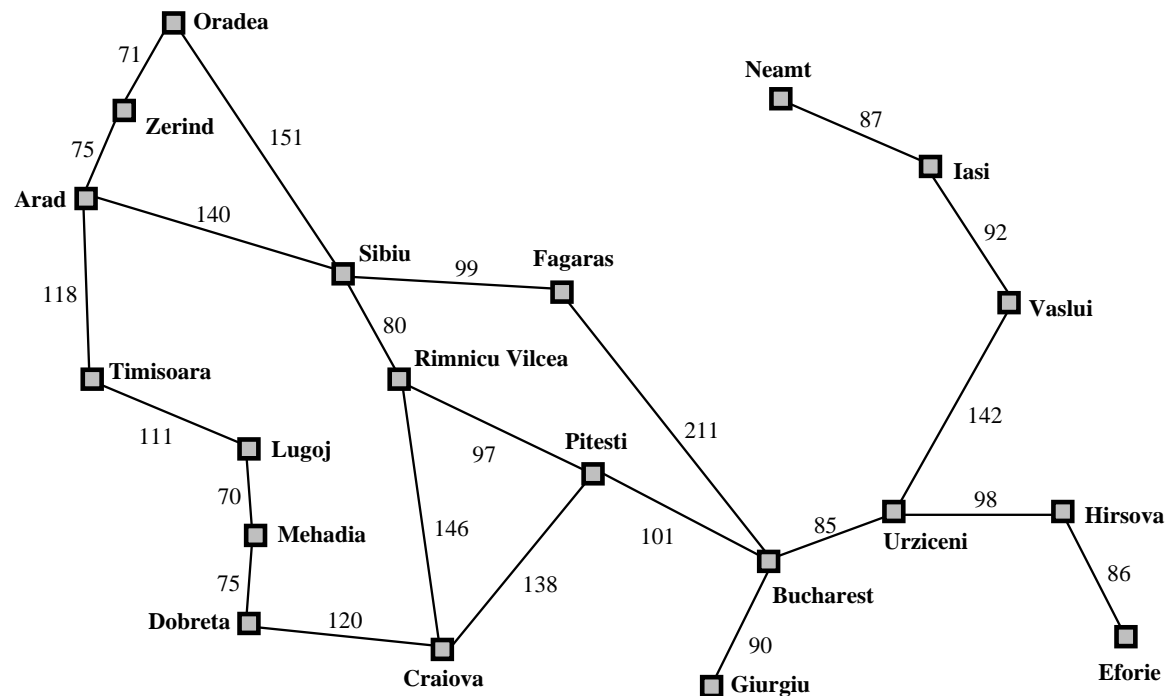 Oradea
71
Neamt
Zerind
87
151
75
Iasi
Arad
140
92
Sibiu
Fagaras
99
118
Vaslui
80
Timisoara
Rimnicu Vilcea
142
111
211
Lugoj
97
Pitesti
70
98
Hirsova
Mehadia
146
101
85
Urziceni
86
75
138
Bucharest
Dobreta
120
90
Craiova
Eforie
Giurgiu